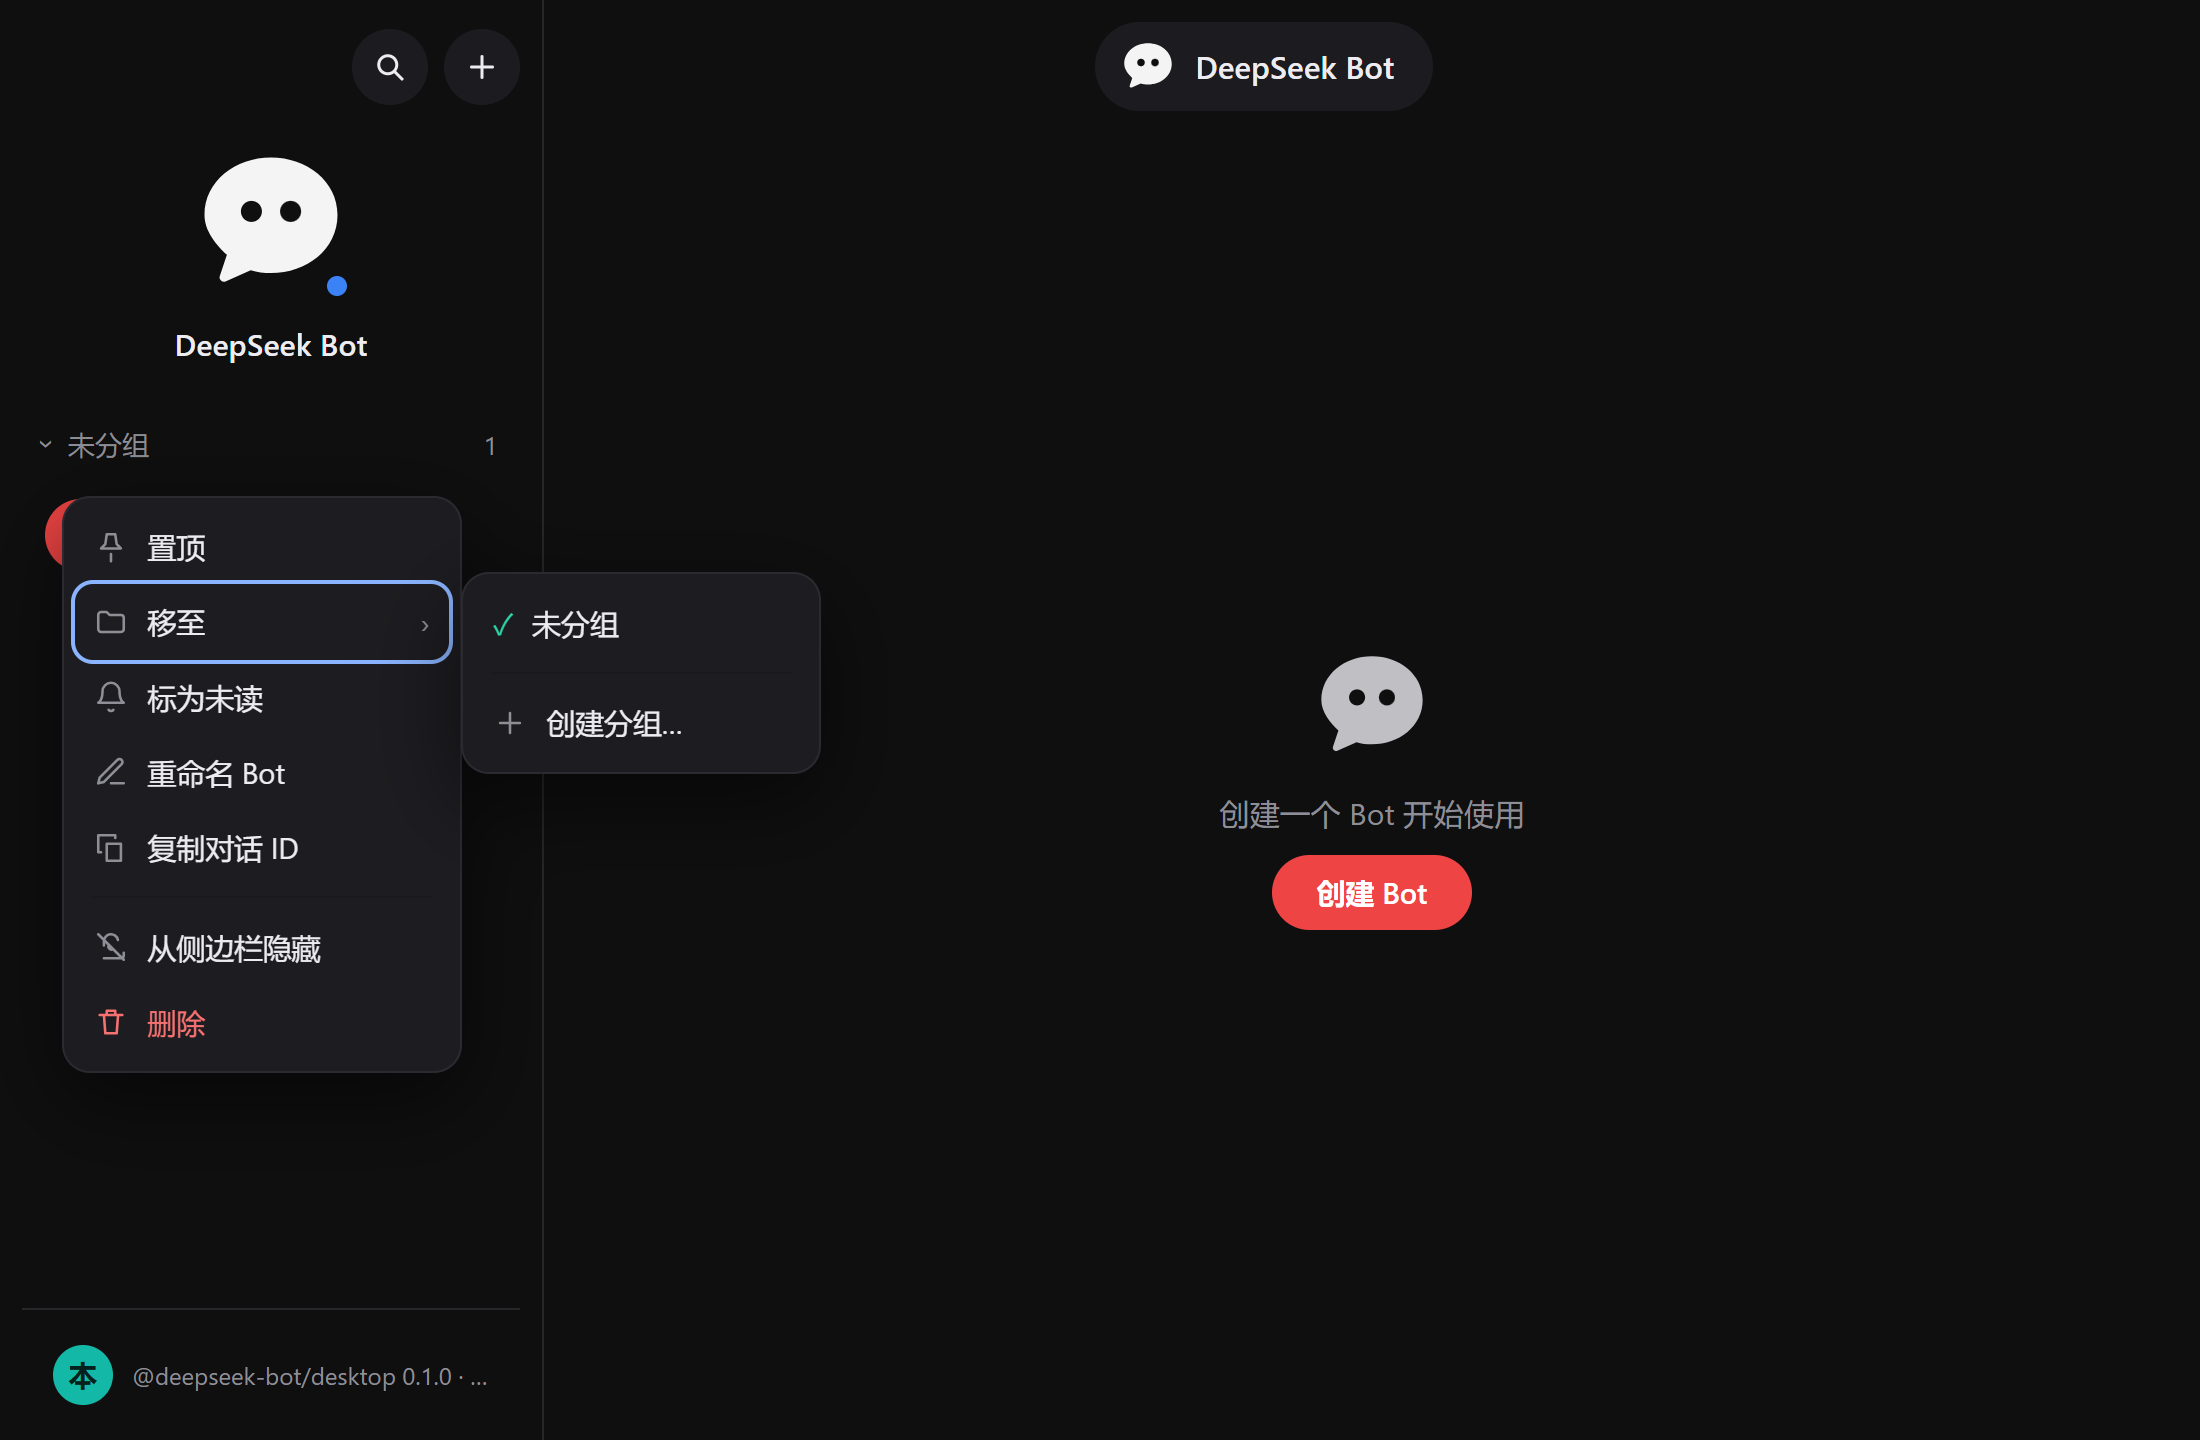 DeepSeek Bot
DeepSeek Bot
未分组 1
置顶
移至
标为未读
重命名 Bot
复制对话 ID
从侧边栏隐藏
删除
未分组
创建分组...
创建一个 Bot 开始使用
创建 Bot
本
@deepseek-bot/desktop 0.1.0 · ...